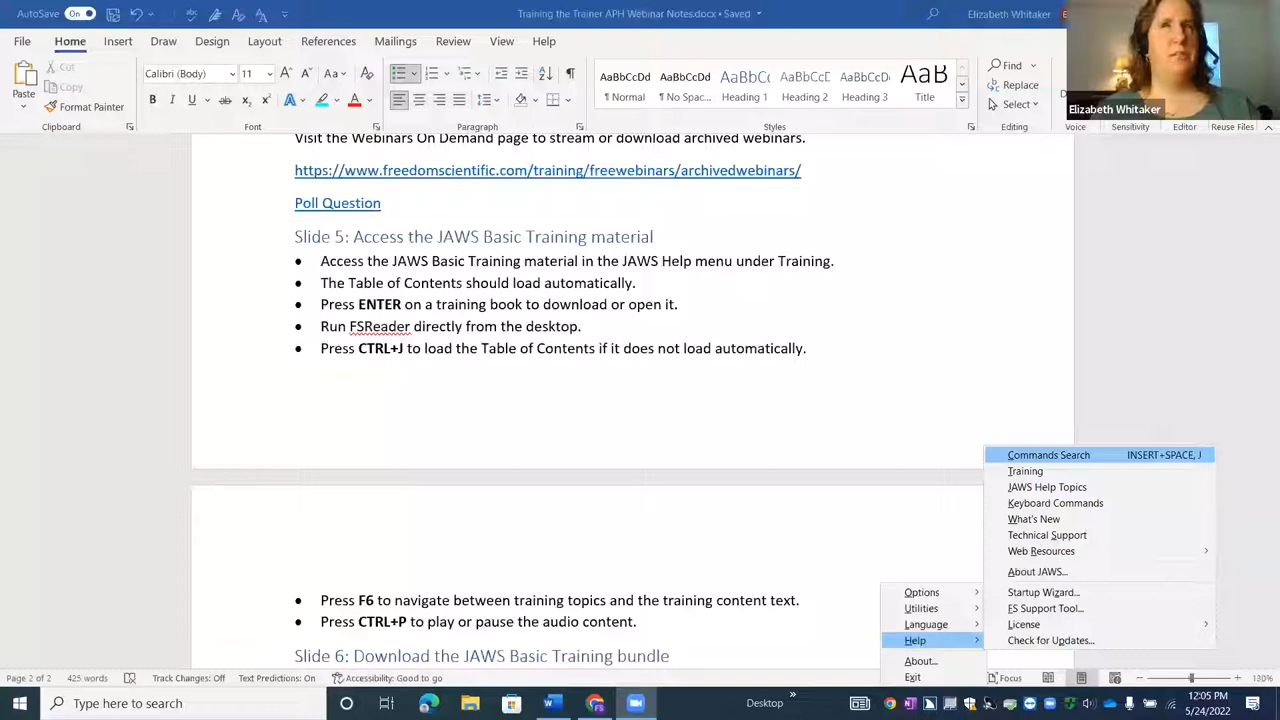 AutoSave On
Training the Trainer APH Webinar Notes.docx • Saved
Elizabeth Whitaker
File Home Insert Draw Design Layout References Mailings Review View Help
Cut
Copy
Format Painter
Paste
Clipboard
Calibri (Body) 11
Font
Paragraph
AaBbCcDd AaBbCcDd AaBbCc AaBbCcD AaBbCcD AaB
¶ Normal ¶ No Spac... Heading 1 Heading 2 Heading 3 Title
Styles
Find
Replace
Select
Editing
Elizabeth Whitaker
Voice Sensitivity Editor Reuse Files
Visit the Webinars On Demand page to stream or download archived webinars.
https://www.freedomscientific.com/training/freewebinars/archivedwebinars/
Poll Question
Slide 5: Access the JAWS Basic Training material
• Access the JAWS Basic Training material in the JAWS Help menu under Training.
• The Table of Contents should load automatically.
• Press ENTER on a training book to download or open it.
• Run FSReader directly from the desktop.
• Press CTRL+J to load the Table of Contents if it does not load automatically.
• Press F6 to navigate between training topics and the training content text.
• Press CTRL+P to play or pause the audio content.
Slide 6: Download the JAWS Basic Training bundle
Options
Utilities
Language
Help
About...
Exit
Commands Search INSERT+SPACE, J
Training
JAWS Help Topics
Keyboard Commands
What's New
Technical Support
Web Resources
About JAWS...
Startup Wizard...
FS Support Tool...
License
Check for Updates...
Page 2 of 2 425 words Track Changes: Off Text Predictions: On Accessibility: Good to go Focus 130%
Type here to search
Desktop
12:05 PM
5/24/2022